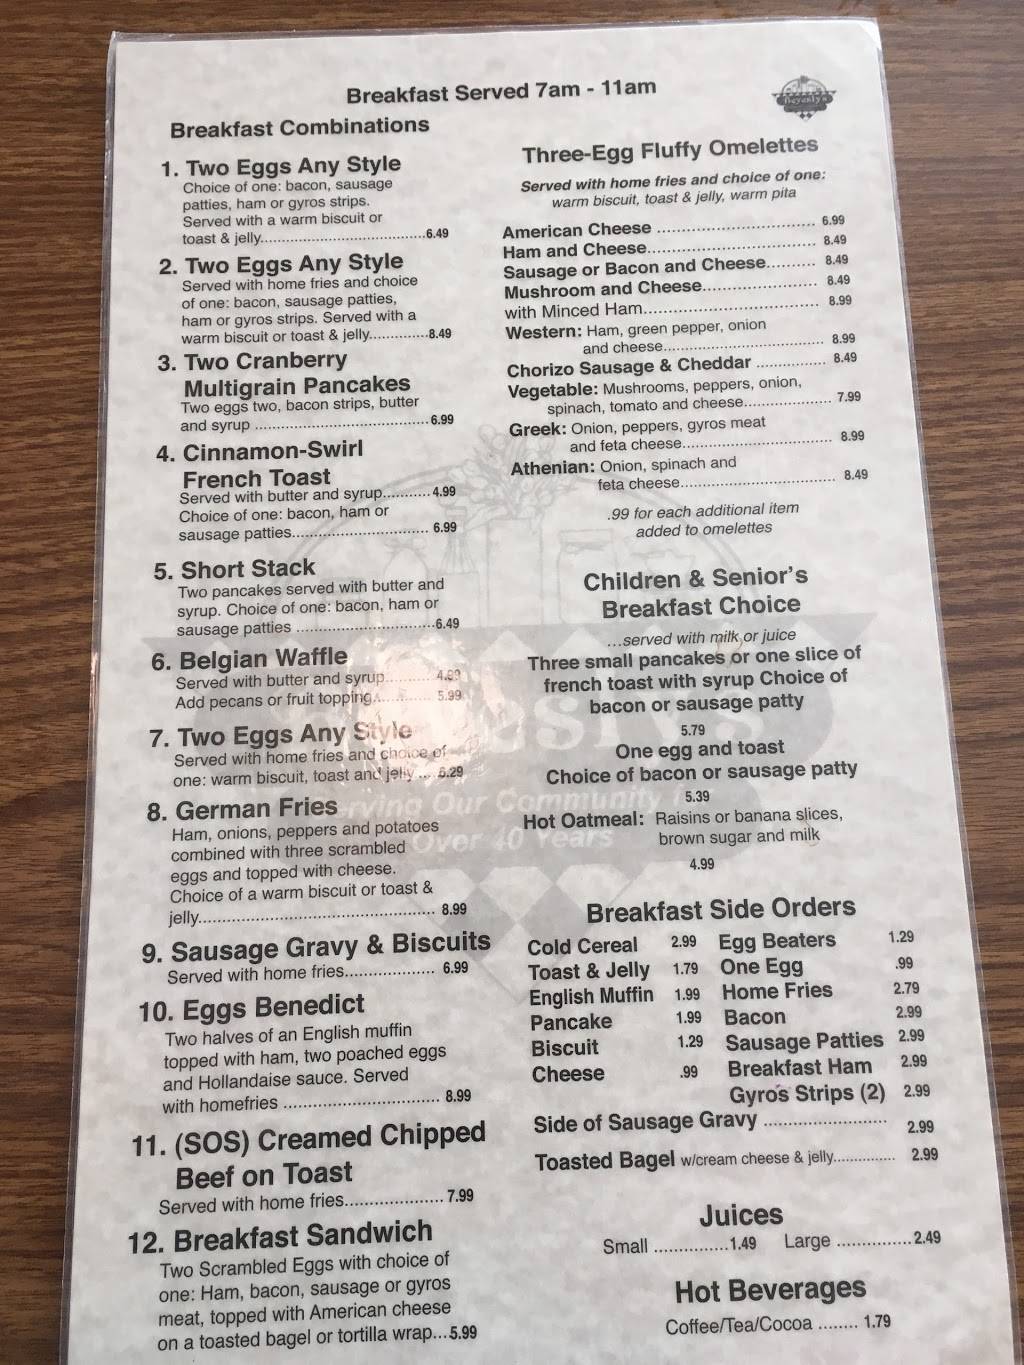 Breakfast Served 7am - 11am
Beverly's
Breakfast Combinations
1. Two Eggs Any Style
Choice of one: bacon, sausage
patties, ham or gyros strips.
Served with a warm biscuit or
toast & jelly........................................6.49
2. Two Eggs Any Style
Served with home fries and choice
of one: bacon, sausage patties,
ham or gyros strips. Served with a
warm biscuit or toast & jelly..............8.49
3. Two Cranberry
Multigrain Pancakes
Two eggs two, bacon strips, butter
and syrup ..........................................6.99
4. Cinnamon-Swirl
French Toast
Served with butter and syrup...........4.99
Choice of one: bacon, ham or
sausage patties................................. 6.99
5. Short Stack
Two pancakes served with butter and
syrup. Choice of one: bacon, ham or
sausage patties .................................6.49
6. Belgian Waffle
Served with butter and syrup........... 4.99
Add pecans or fruit topping.............. 5.99
7. Two Eggs Any Style
Served with home fries and choice of
one: warm biscuit, toast and jelly ... 5.29
8. German Fries
Ham, onions, peppers and potatoes
combined with three scrambled
eggs and topped with cheese.
Choice of a warm biscuit or toast &
jelly...................................................... 8.99
9. Sausage Gravy & Biscuits
Served with home fries.................... 6.99
10. Eggs Benedict
Two halves of an English muffin
topped with ham, two poached eggs
and Hollandaise sauce. Served
with homefries .................................. 8.99
11. (SOS) Creamed Chipped
Beef on Toast
Served with home fries.................... 7.99
12. Breakfast Sandwich
Two Scrambled Eggs with choice of
one: Ham, bacon, sausage or gyros
meat, topped with American cheese
on a toasted bagel or tortilla wrap...5.99
Three-Egg Fluffy Omelettes
Served with home fries and choice of one:
warm biscuit, toast & jelly, warm pita
American Cheese ................................ 6.99
Ham and Cheese.................................. 8.49
Sausage or Bacon and Cheese.......... 8.49
Mushroom and Cheese....................... 8.49
with Minced Ham................................... 8.99
Western: Ham, green pepper, onion
and cheese.................................. 8.99
Chorizo Sausage & Cheddar .............. 8.49
Vegetable: Mushrooms, peppers, onion,
spinach, tomato and cheese................... 7.99
Greek: Onion, peppers, gyros meat
and feta cheese................................ 8.99
Athenian: Onion, spinach and
feta cheese................................. 8.49
.99 for each additional item
added to omelettes
Children & Senior's
Breakfast Choice
...served with milk or juice
Three small pancakes or one slice of
french toast with syrup Choice of
bacon or sausage patty
5.79
One egg and toast
Choice of bacon or sausage patty
5.39
Hot Oatmeal: Raisins or banana slices,
brown sugar and milk
4.99
Serving Our Community for
Over 40 Years
Breakfast Side Orders
Cold Cereal 2.99 Egg Beaters 1.29
Toast & Jelly 1.79 One Egg .99
English Muffin 1.99 Home Fries 2.79
Pancake 1.99 Bacon 2.99
Biscuit 1.29 Sausage Patties 2.99
Cheese .99 Breakfast Ham 2.99
Gyros Strips (2) 2.99
Side of Sausage Gravy .......................... 2.99
Toasted Bagel w/cream cheese & jelly.............. 2.99
Juices
Small ...............1.49 Large ...............2.49
Hot Beverages
Coffee/Tea/Cocoa ........ 1.79